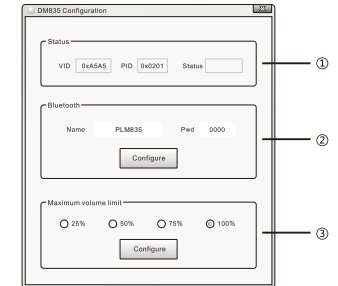 DM835 Configuration
Status
VID 0xA5A5 PID 0x0201 Status
①
Bluetooth
Name PLM835 Pwd 0000
②
Configure
Maximum volume limit
25% 50% 75% 100%
③
Configure